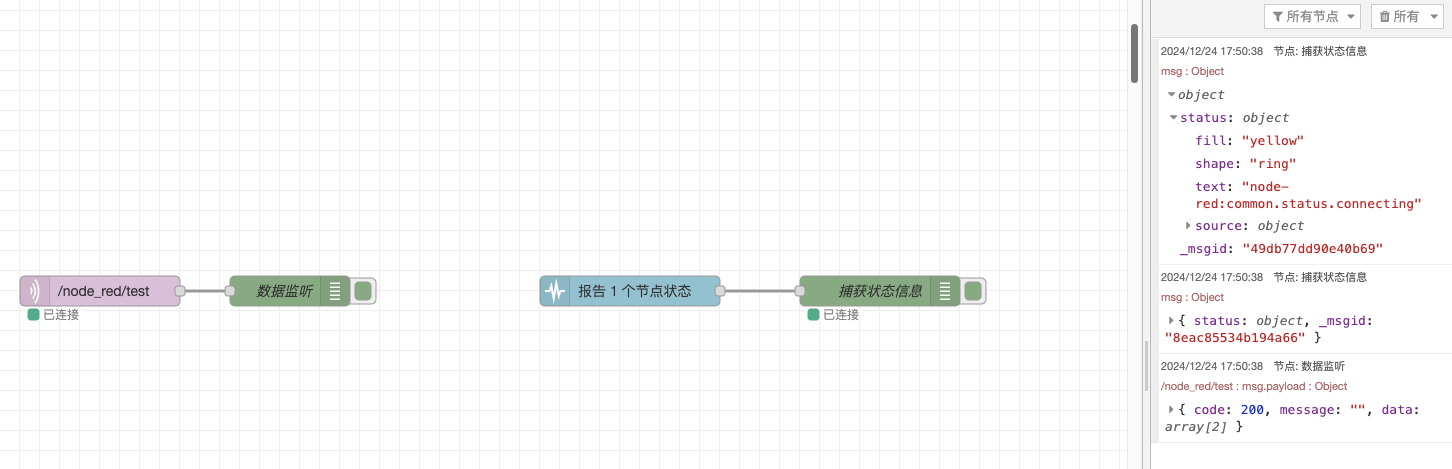 所有节点
所有
2024/12/24 17:50:38 节点: 捕获状态信息
msg : Object
object
status: object
fill: "yellow"
shape: "ring"
text: "node-
red:common.status.connecting"
source: object
_msgid: "49db77dd90e40b69"
2024/12/24 17:50:38 节点: 捕获状态信息
msg : Object
{ status: object, _msgid:
"8eac85534b194a66" }
2024/12/24 17:50:38 节点: 数据监听
/node_red/test : msg.payload : Object
{ code: 200, message: "", data:
array[2] }
/node_red/test
数据监听
报告 1 个节点状态
捕获状态信息
已连接
已连接